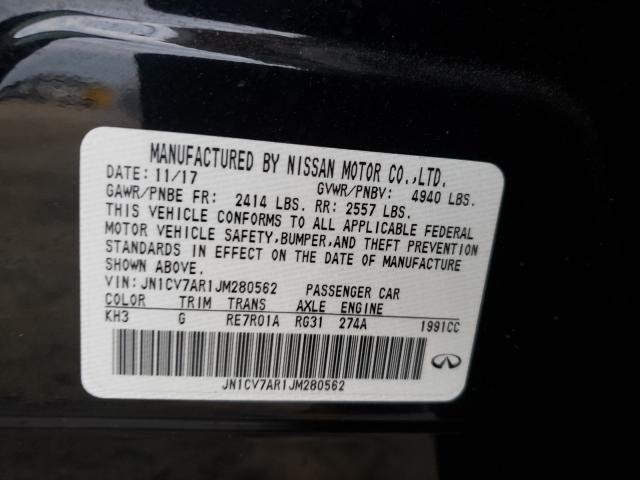 MANUFACTURED BY NISSAN MOTOR CO.,LTD.
DATE: 11/17 GVWR/PNBV: 4940 LBS.
GAWR/PNBE FR: 2414 LBS. RR: 2557 LBS.
THIS VEHICLE CONFORMS TO ALL APPLICABLE FEDERAL
MOTOR VEHICLE SAFETY,BUMPER,AND THEFT PREVENTION
STANDARDS IN EFFECT ON THE DATE OF MANUFACTURE
SHOWN ABOVE.
VIN: JN1CV7AR1JM280562 PASSENGER CAR
COLOR TRIM TRANS AXLE ENGINE
KH3 G RE7R01A RG31 274A 1991CC
JN1CV7AR1JM280562